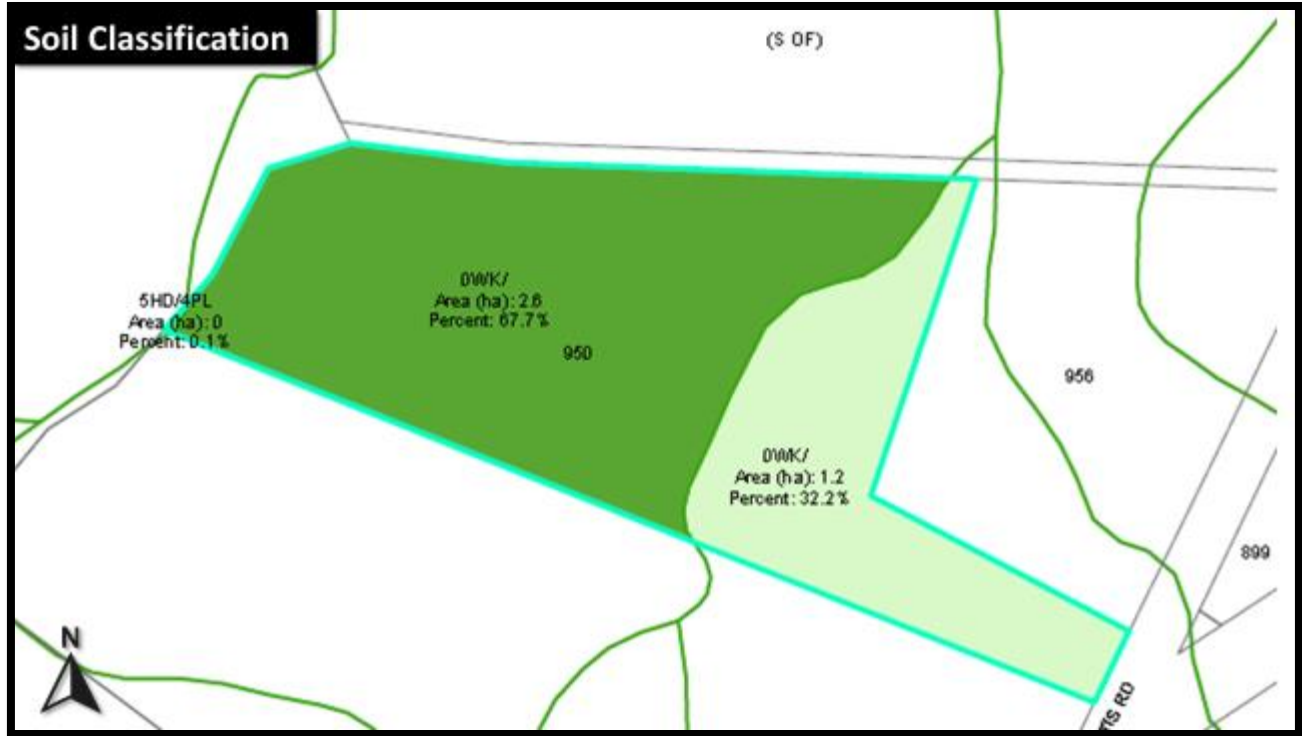 Soil Classification
(S OF)
5HD/4PL
Area (ha): 0
Percent: 0.1%
0WK/
Area (ha): 2.6
Percent: 67.7%
950
956
0WK/
Area (ha): 1.2
Percent: 32.2%
899
N
RD